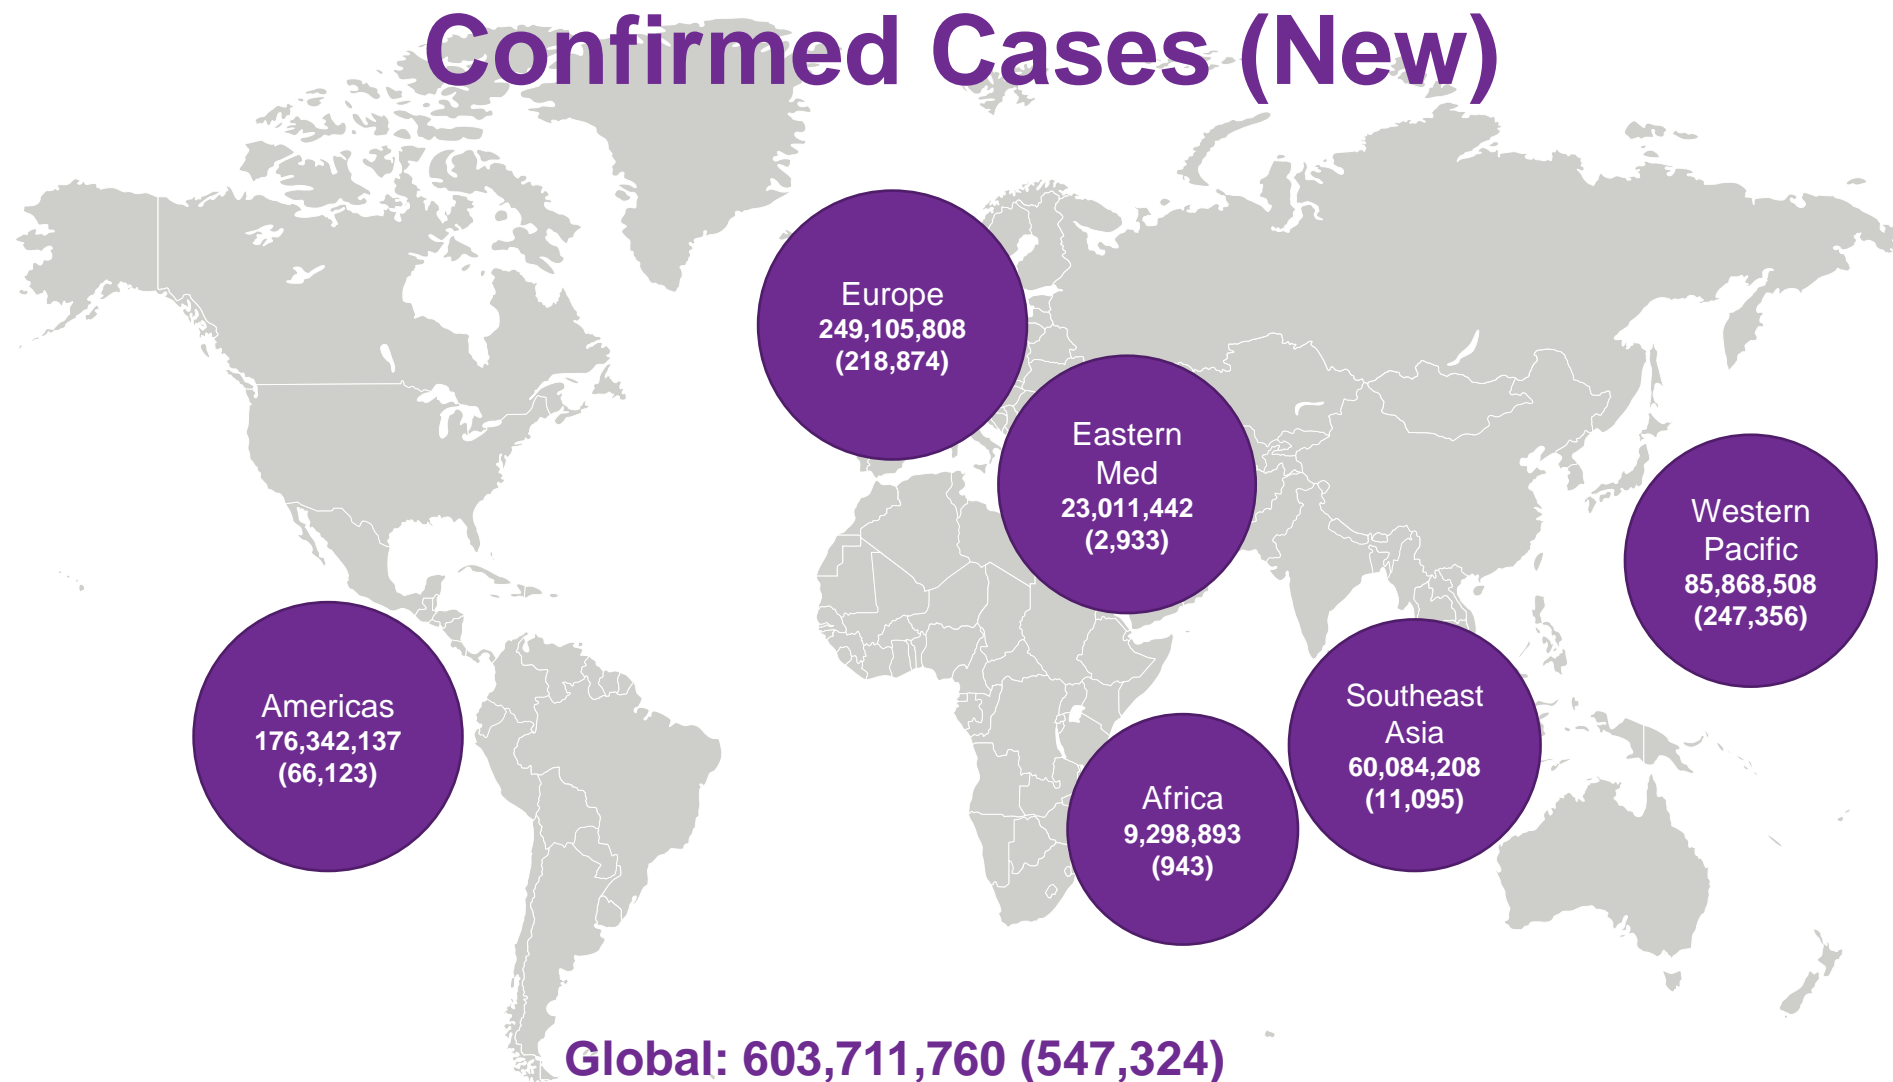 Confirmed Cases (New)
Europe
249,105,808
(218,874)
Eastern
Med
23,011,442
(2,933)
Western
Pacific
85,868,508
(247,356)
Americas
176,342,137
(66,123)
Southeast
Asia
60,084,208
(11,095)
Africa
9,298,893
(943)
Global: 603,711,760 (547,324)